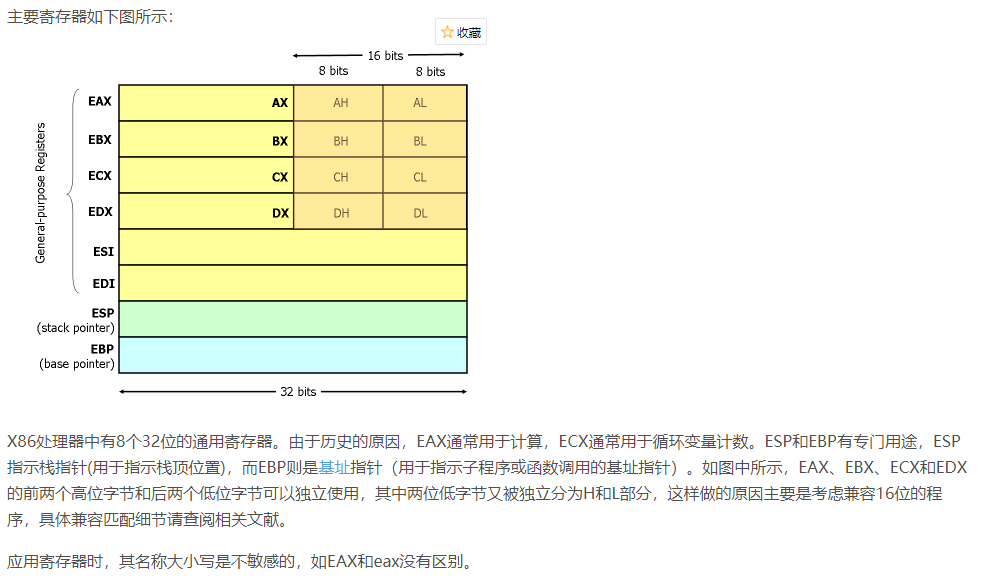 主要寄存器如下图所示：
收藏
16 bits
8 bits 8 bits
EAX AX AH AL
EBX BX BH BL
ECX CX CH CL
EDX DX DH DL
General-purpose Registers
ESI
EDI
ESP
(stack pointer)
EBP
(base pointer)
32 bits
X86处理器中有8个32位的通用寄存器。由于历史的原因，EAX通常用于计算，ECX通常用于循环变量计数。ESP和EBP有专门用途，ESP
指示栈指针(用于指示栈顶位置)，而EBP则是基址指针（用于指示子程序或函数调用的基址指针）。如图中所示，EAX、EBX、ECX和EDX
的前两个高位字节和后两个低位字节可以独立使用，其中两位低字节又被独立分为H和L部分，这样做的原因主要是考虑兼容16位的程
序，具体兼容匹配细节请查阅相关文献。
应用寄存器时，其名称大小写是不敏感的，如EAX和eax没有区别。